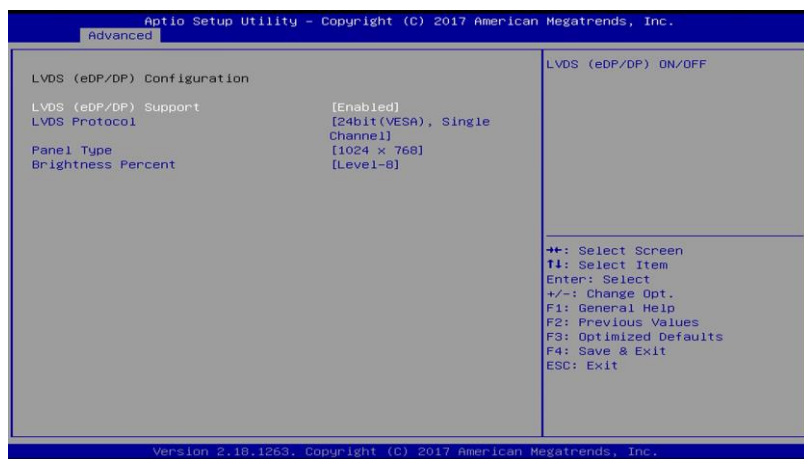 Aptio Setup Utility – Copyright (C) 2017 American Megatrends, Inc.
Advanced
LVDS (eDP/DP) Configuration
LVDS (eDP/DP) Support [Enabled]
LVDS Protocol [24bit(VESA), Single
Channel]
Panel Type [1024 x 768]
Brightness Percent [Level-8]
LVDS (eDP/DP) ON/OFF
→←: Select Screen
↑↓: Select Item
Enter: Select
+/-: Change Opt.
F1: General Help
F2: Previous Values
F3: Optimized Defaults
F4: Save & Exit
ESC: Exit
Version 2.18.1263. Copyright (C) 2017 American Megatrends, Inc.